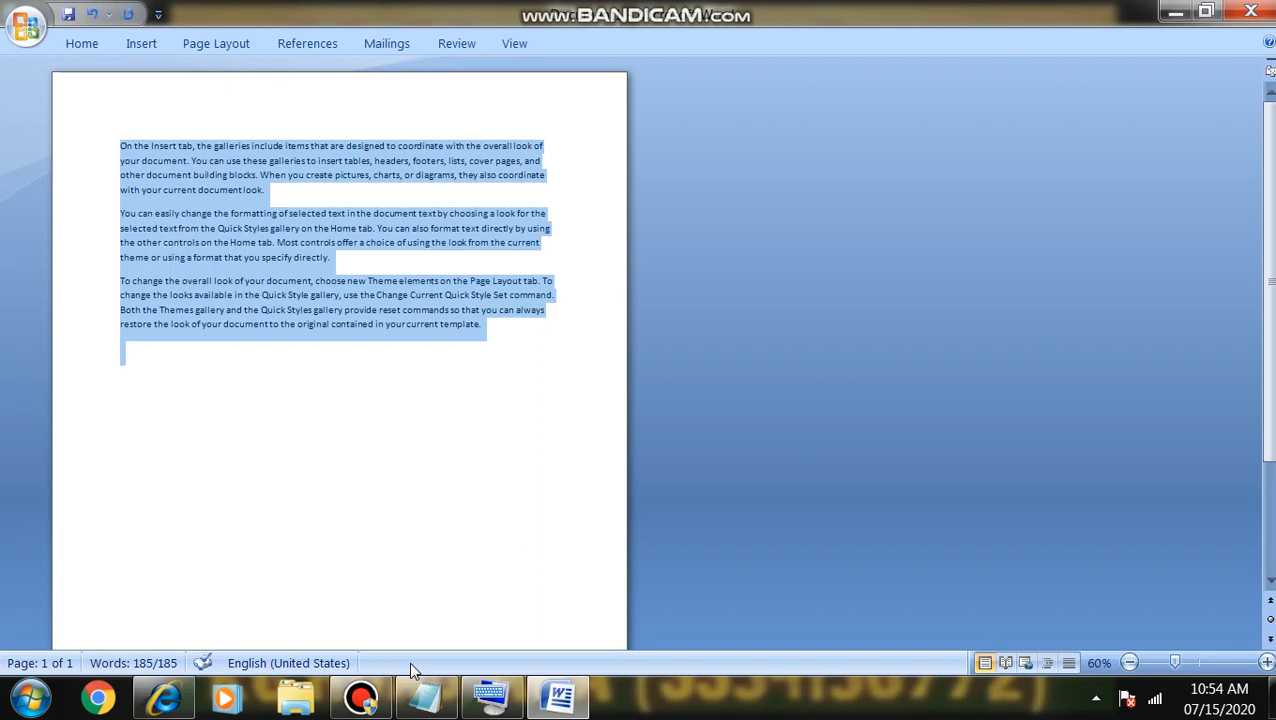 www.BANDICAM.com
Home Insert Page Layout References Mailings Review View
On the Insert tab, the galleries include items that are designed to coordinate with the overall look of
your document. You can use these galleries to insert tables, headers, footers, lists, cover pages, and
other document building blocks. When you create pictures, charts, or diagrams, they also coordinate
with your current document look.
You can easily change the formatting of selected text in the document text by choosing a look for the
selected text from the Quick Styles gallery on the Home tab. You can also format text directly by using
the other controls on the Home tab. Most controls offer a choice of using the look from the current
theme or using a format that you specify directly.
To change the overall look of your document, choose new Theme elements on the Page Layout tab. To
change the looks available in the Quick Style gallery, use the Change Current Quick Style Set command.
Both the Themes gallery and the Quick Styles gallery provide reset commands so that you can always
restore the look of your document to the original contained in your current template.
Page: 1 of 1 Words: 185/185 English (United States) 60%
10:54 AM
07/15/2020